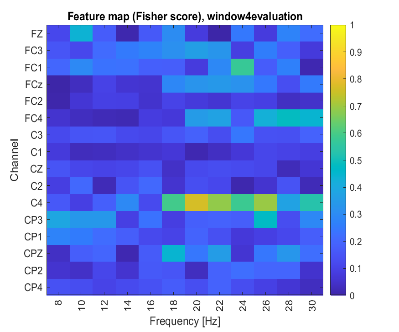 Feature map (Fisher score), window4evaluation
FZ
FC3
FC1
FCz
FC2
FC4
C3
C1
CZ
C2
C4
CP3
CP1
CPZ
CP2
CP4
Channel
8 10 12 14 16 18 20 22 24 26 28 30
Frequency [Hz]
1
0.9
0.8
0.7
0.6
0.5
0.4
0.3
0.2
0.1
0